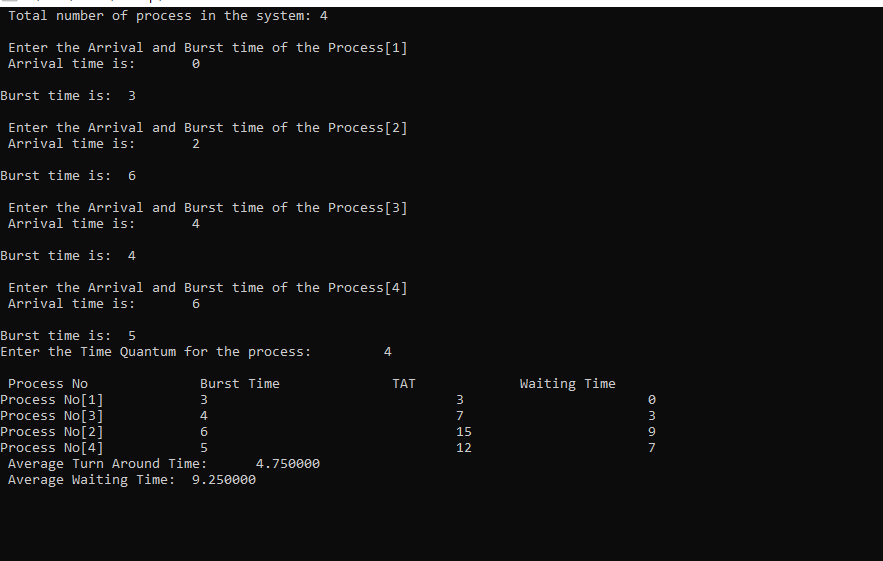 Total number of process in the system: 4
Enter the Arrival and Burst time of the Process[1]
Arrival time is: 0
Burst time is: 3
Enter the Arrival and Burst time of the Process[2]
Arrival time is: 2
Burst time is: 6
Enter the Arrival and Burst time of the Process[3]
Arrival time is: 4
Burst time is: 4
Enter the Arrival and Burst time of the Process[4]
Arrival time is: 6
Burst time is: 5
Enter the Time Quantum for the process: 4
Process No Burst Time TAT Waiting Time
Process No[1] 3 3 0
Process No[3] 4 7 3
Process No[2] 6 15 9
Process No[4] 5 12 7
Average Turn Around Time: 4.750000
Average Waiting Time: 9.250000